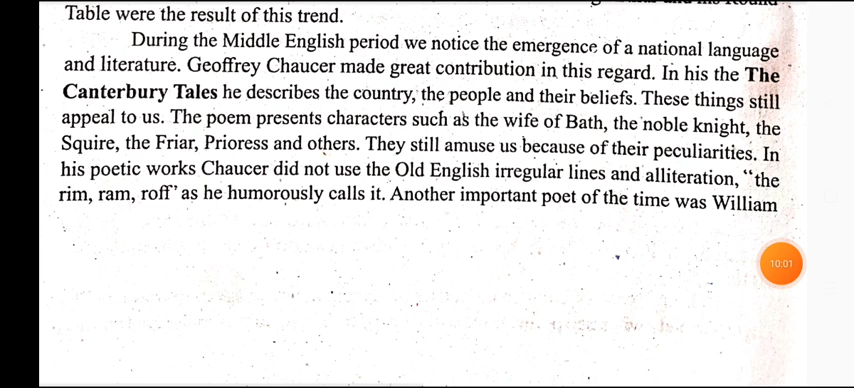 Table were the result of this trend.
During the Middle English period we notice the emergence of a national language
and literature. Geoffrey Chaucer made great contribution in this regard. In his the The
Canterbury Tales he describes the country, the people and their beliefs. These things still
appeal to us. The poem presents characters such as the wife of Bath, the noble knight, the
Squire, the Friar, Prioress and others. They still amuse us because of their peculiarities. In
his poetic works Chaucer did not use the Old English irregular lines and alliteration, “the
rim, ram, roff’ as he humorously calls it. Another important poet of the time was William
10:01